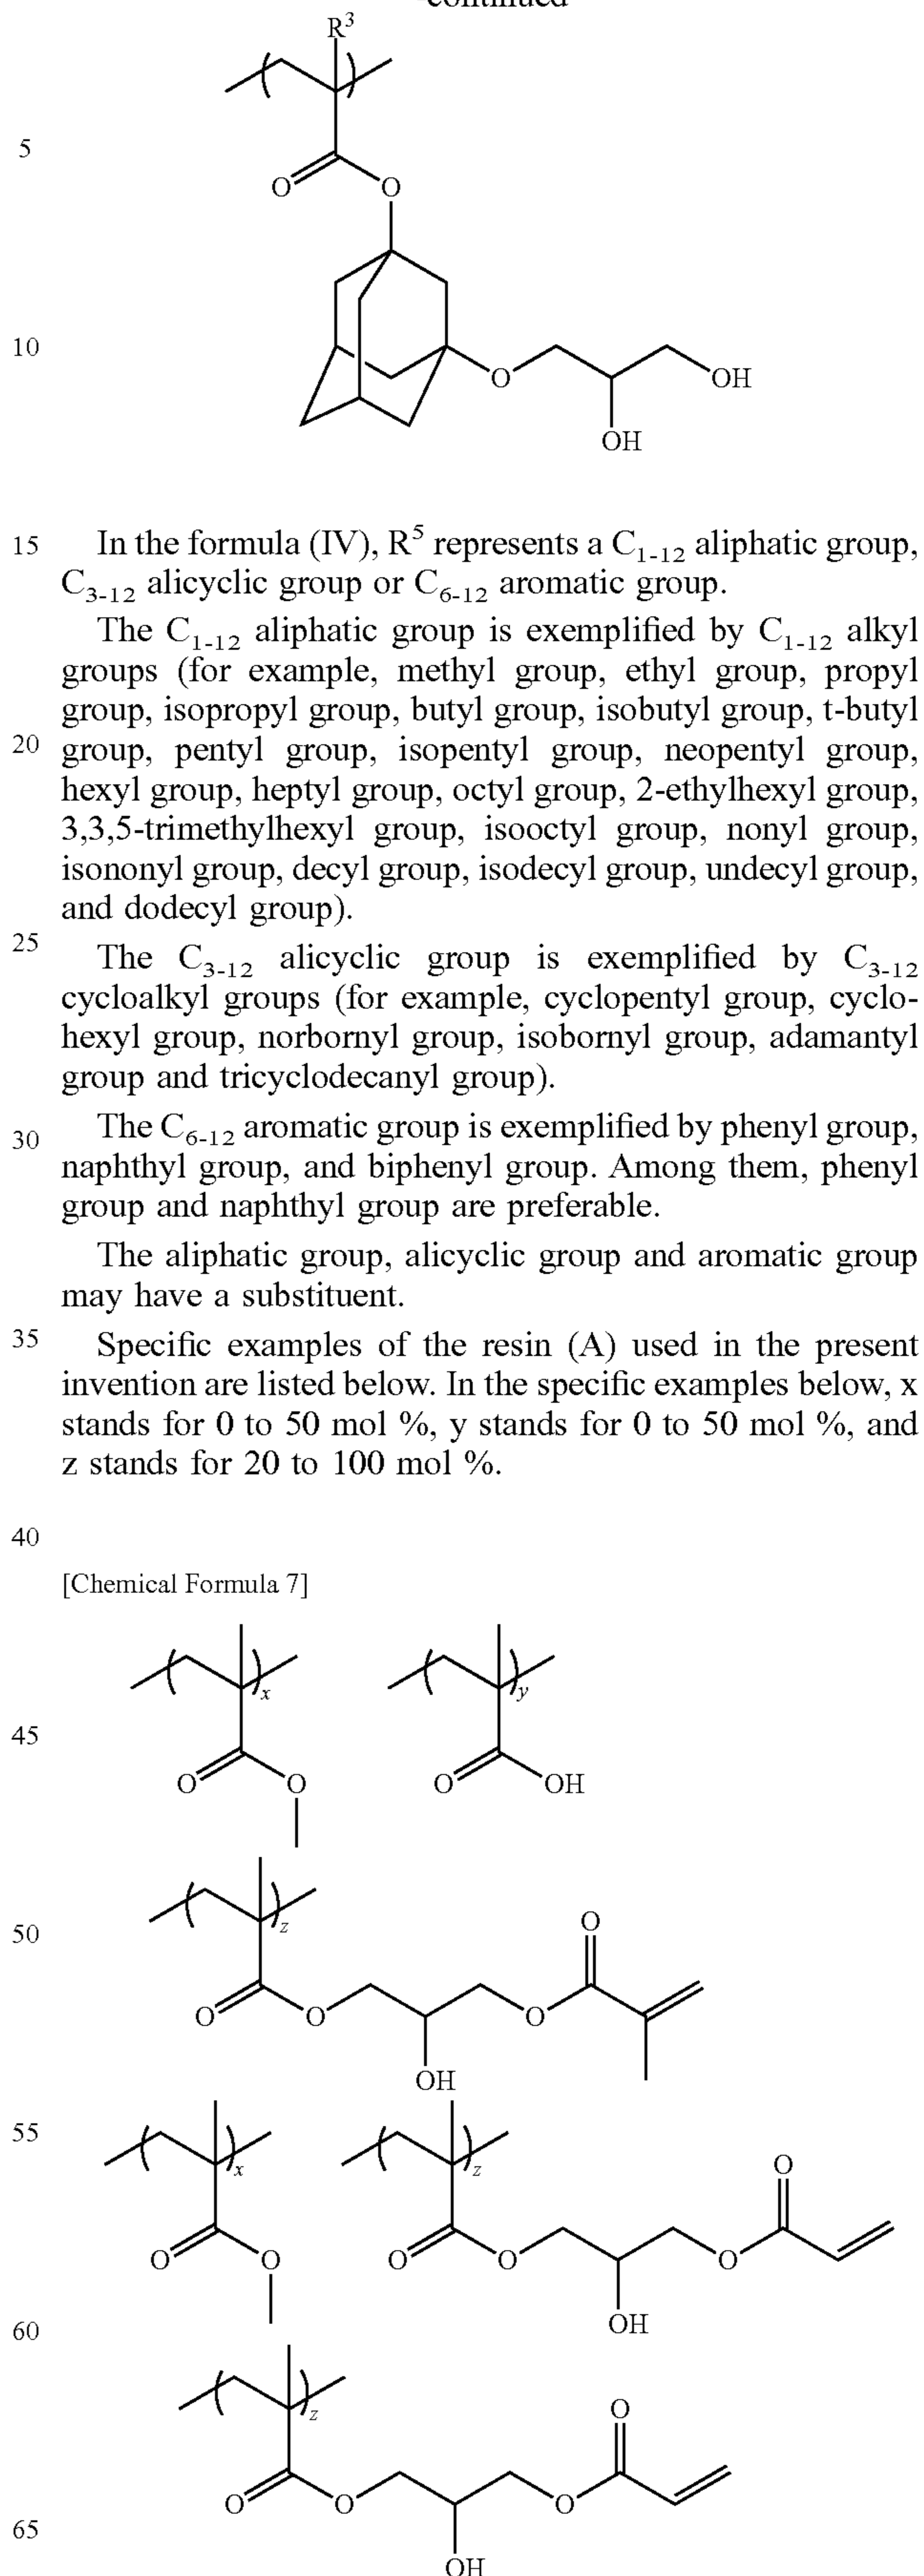 -continued
R³
5
O O
10
O OH
OH
15 In the formula (IV), R⁵ represents a C₁₋₁₂ aliphatic group,
C₃₋₁₂ alicyclic group or C₆₋₁₂ aromatic group.
The C₁₋₁₂ aliphatic group is exemplified by C₁₋₁₂ alkyl
groups (for example, methyl group, ethyl group, propyl
group, isopropyl group, butyl group, isobutyl group, t-butyl
20 group, pentyl group, isopentyl group, neopentyl group,
hexyl group, heptyl group, octyl group, 2-ethylhexyl group,
3,3,5-trimethylhexyl group, isooctyl group, nonyl group,
isononyl group, decyl group, isodecyl group, undecyl group,
and dodecyl group).
25 The C₃₋₁₂ alicyclic group is exemplified by C₃₋₁₂
cycloalkyl groups (for example, cyclopentyl group, cyclo-
hexyl group, norbornyl group, isobornyl group, adamantyl
group and tricyclodecanyl group).
30 The C₆₋₁₂ aromatic group is exemplified by phenyl group,
naphthyl group, and biphenyl group. Among them, phenyl
group and naphthyl group are preferable.
The aliphatic group, alicyclic group and aromatic group
may have a substituent.
35 Specific examples of the resin (A) used in the present
invention are listed below. In the specific examples below, x
stands for 0 to 50 mol %, y stands for 0 to 50 mol %, and
z stands for 20 to 100 mol %.
40
[Chemical Formula 7]
x y
45
O O O OH
z
50 O
O O O
OH
55
x z
O
O O O O O
OH
60
z
O
O O O
65
OH